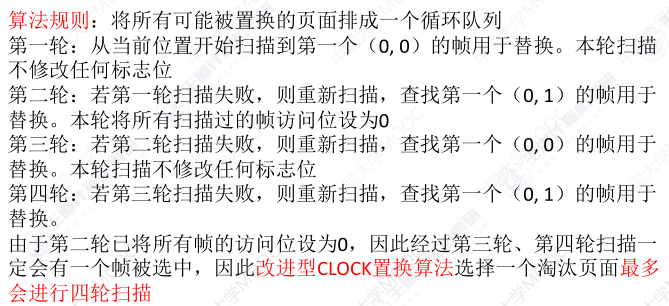 算法规则：将所有可能被置换的页面排成一个循环队列
第一轮：从当前位置开始扫描到第一个（0, 0）的帧用于替换。本轮扫描
不修改任何标志位
第二轮：若第一轮扫描失败，则重新扫描，查找第一个（0, 1）的帧用于
替换。本轮将所有扫描过的帧访问位设为0
第三轮：若第二轮扫描失败，则重新扫描，查找第一个（0, 0）的帧用于
替换。本轮扫描不修改任何标志位
第四轮：若第三轮扫描失败，则重新扫描，查找第一个（0, 1）的帧用于
替换。
由于第二轮已将所有帧的访问位设为0，因此经过第三轮、第四轮扫描一
定会有一个帧被选中，因此改进型CLOCK置换算法选择一个淘汰页面最多
会进行四轮扫描